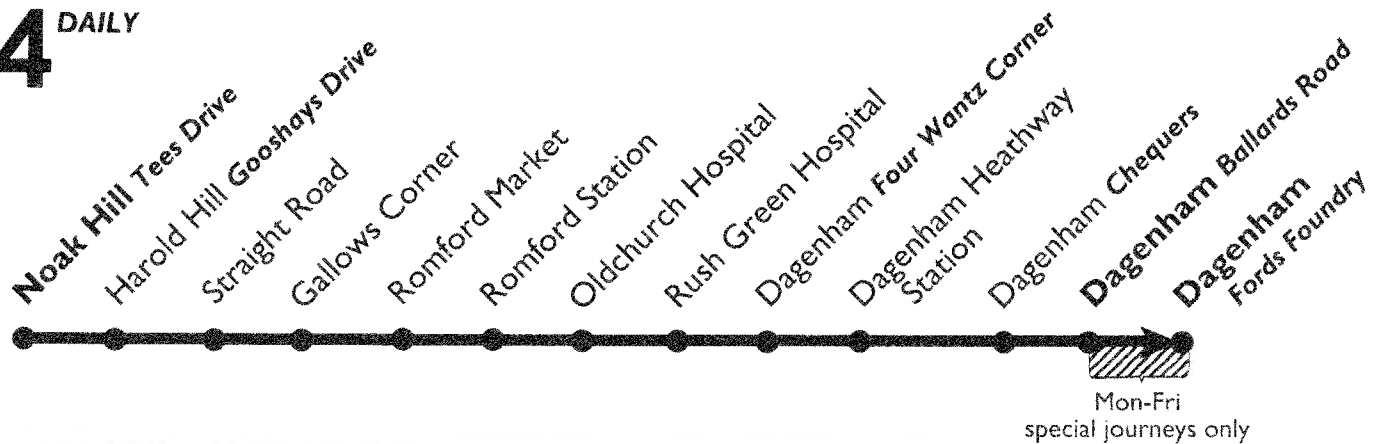 4 DAILY
Noak Hill Tees Drive
Harold Hill Gooshays Drive
Straight Road
Gallows Corner
Romford Market
Romford Station
Oldchurch Hospital
Rush Green Hospital
Dagenham Four Wantz Corner
Dagenham Heathway
Station
Dagenham Chequers
Dagenham Ballards Road
Dagenham
Fords Foundry
Mon-Fri
special journeys only